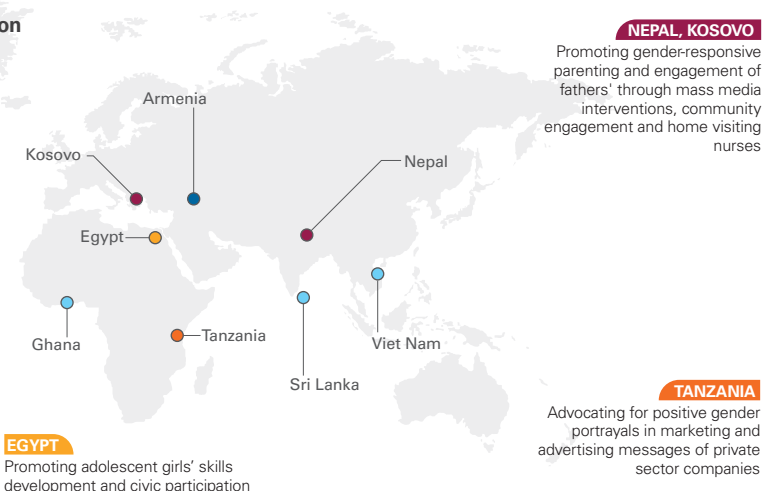 on
NEPAL, KOSOVO
Promoting gender-responsive
parenting and engagement of
fathers' through mass media
interventions, community
engagement and home visiting
nurses
Armenia
Kosovo
Nepal
Egypt
Ghana
Tanzania
Viet Nam
Sri Lanka
TANZANIA
Advocating for positive gender
portrayals in marketing and
advertising messages of private
sector companies
EGYPT
Promoting adolescent girls’ skills
development and civic participation